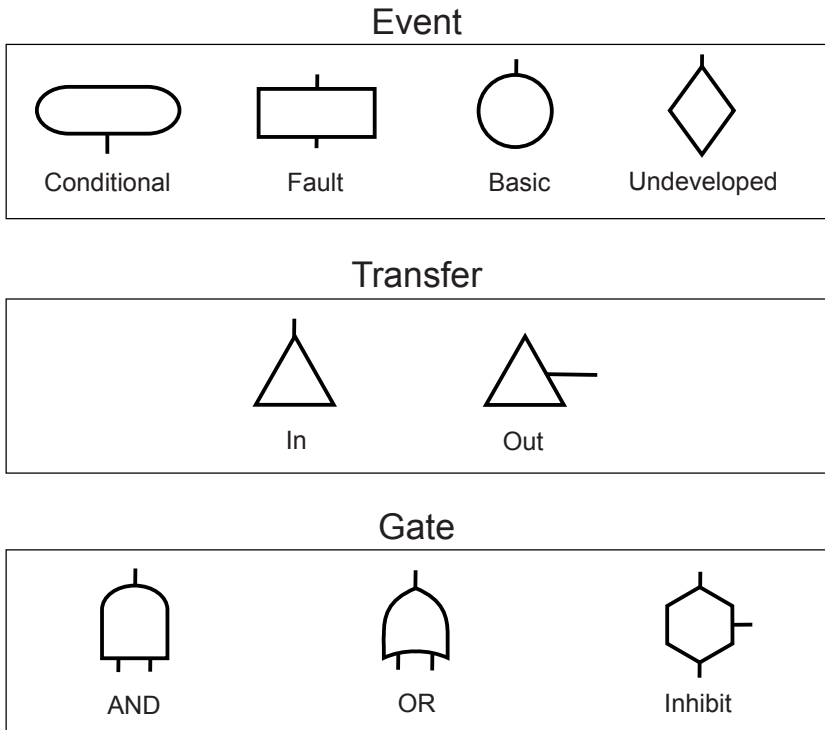 Event
Conditional Fault Basic Undeveloped
Transfer
In Out
Gate
AND OR Inhibit